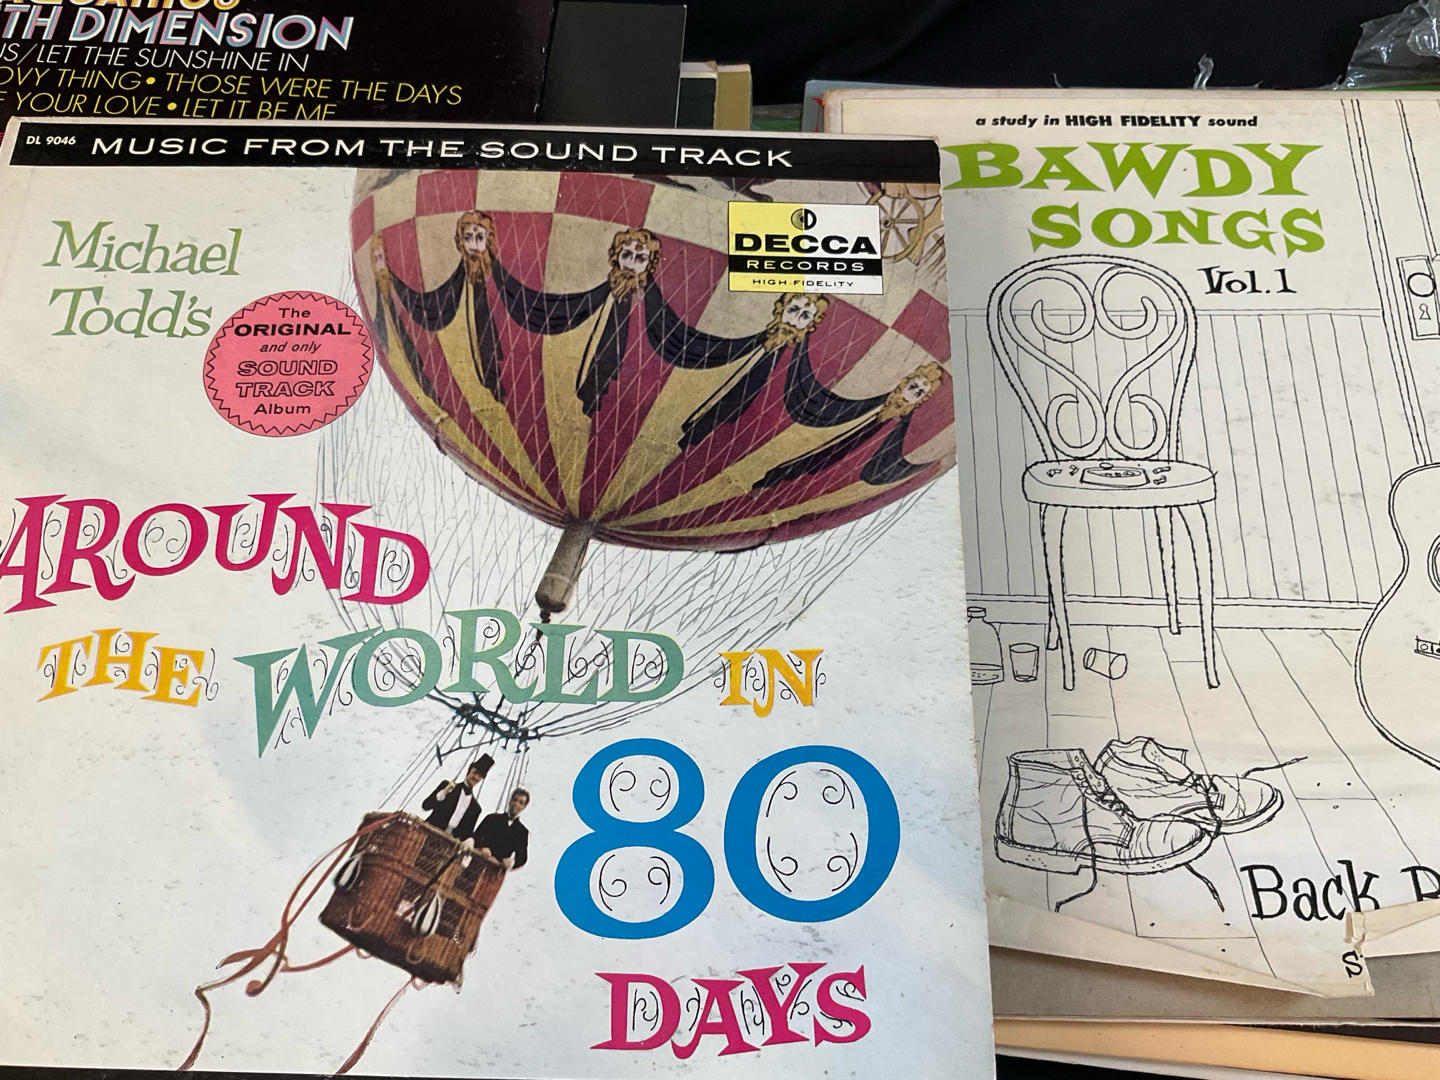 TH DIMENSION
US/LET THE SUNSHINE IN
OVY THING • THOSE WERE THE DAYS
F YOUR LOVE • LET IT BE ME
DL 9046 MUSIC FROM THE SOUND TRACK
Michael
Todd's
The
ORIGINAL
and only
SOUND
TRACK
Album
DECCA
RECORDS
HIGH-FIDELITY
AROUND
THE WORLD IN
80
DAYS
a study in HIGH FIDELITY sound
BAWDY
SONGS
Vol. 1
Back
S